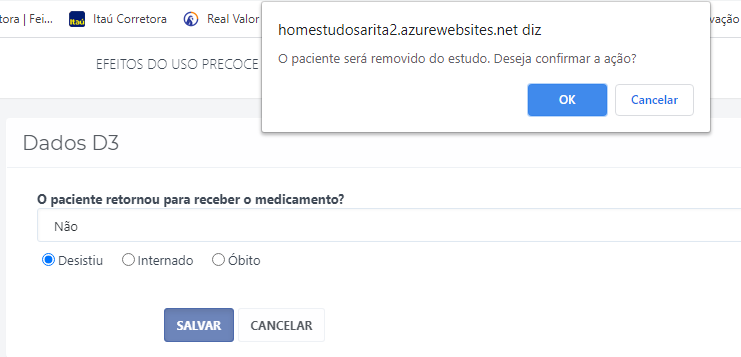 tora | Fei...
Itaú Corretora
Real Valor
vação
homestudosarita2.azurewebsites.net diz
O paciente será removido do estudo. Deseja confirmar a ação?
OK
Cancelar
EFEITOS DO USO PRECOCE
Dados D3
O paciente retornou para receber o medicamento?
Não
Desistiu Internado Óbito
SALVAR CANCELAR